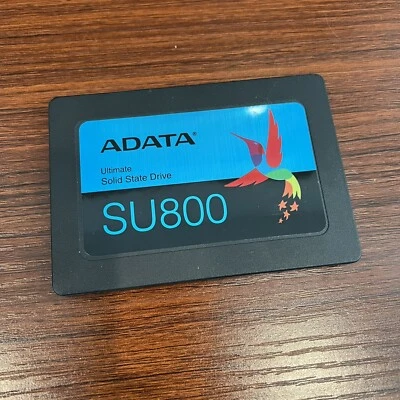 ADATA
Ultimate
Solid State Drive
SU800